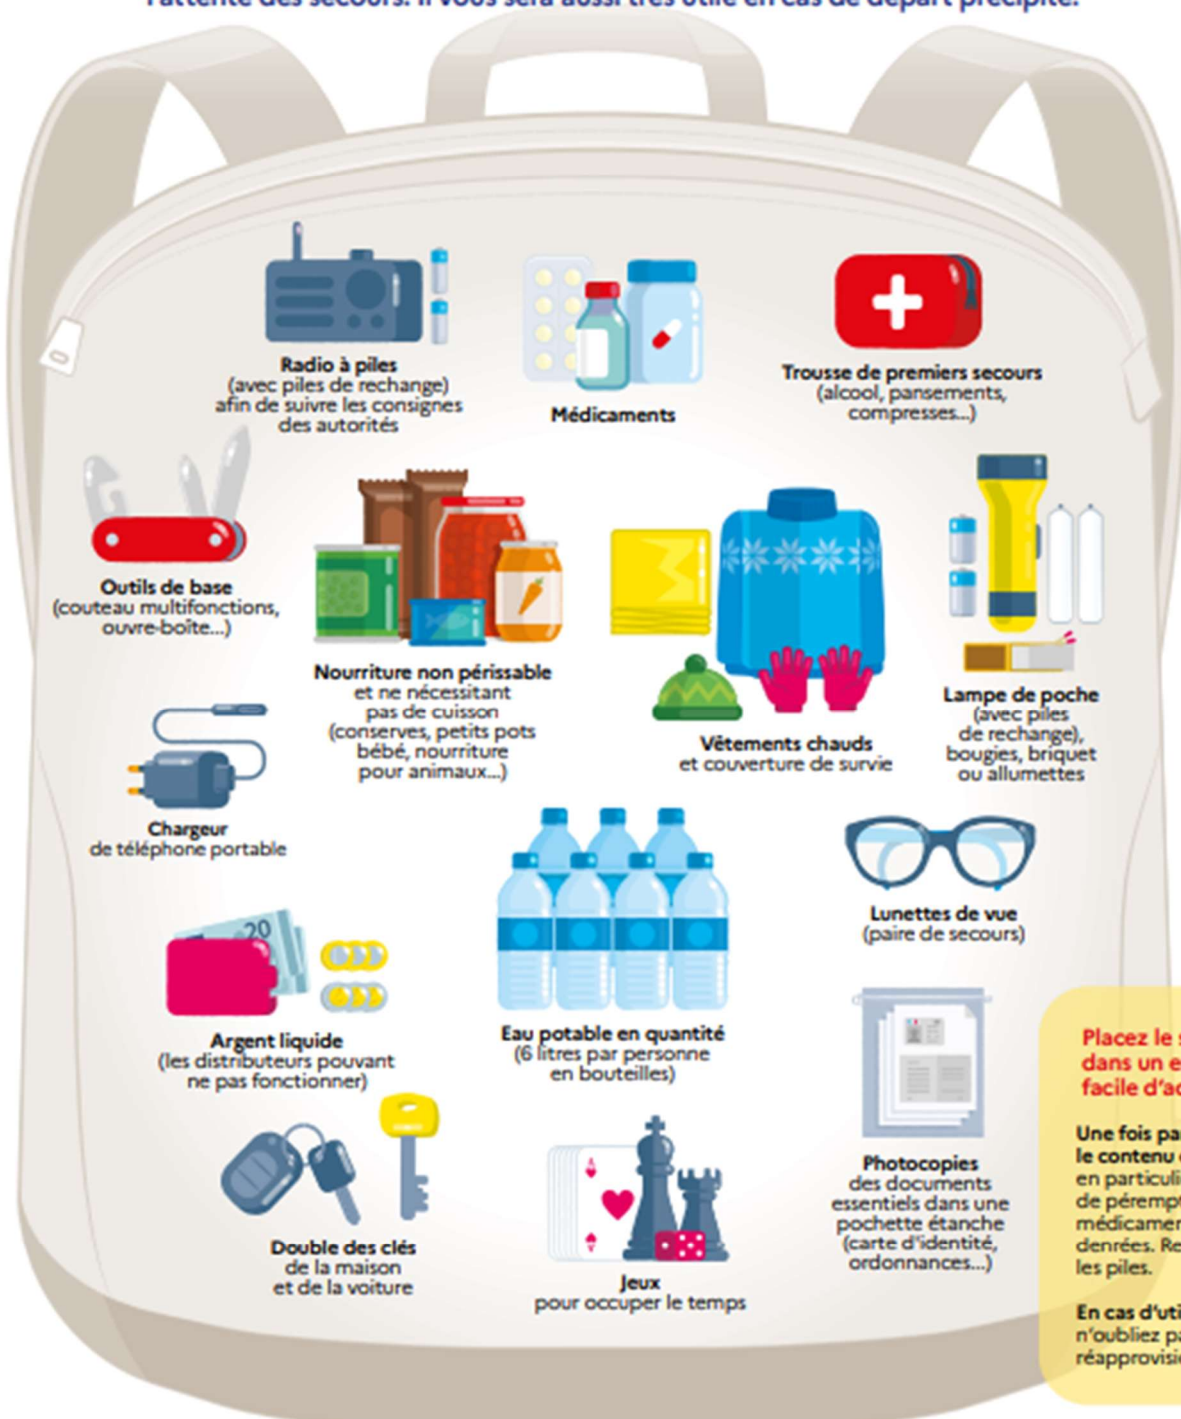 l'attente des secours. Il vous sera aussi très utile en cas de départ précipité.
Radio à piles
(avec piles de rechange)
afin de suivre les consignes
des autorités
Médicaments
Trousse de premiers secours
(alcool, pansements,
compresses...)
Outils de base
(couteau multifonctions,
ouvre-boîte...)
Nourriture non périssable
et ne nécessitant
pas de cuisson
(conserves, petits pots
bébé, nourriture
pour animaux...)
Vêtements chauds
et couverture de survie
Lampe de poche
(avec piles
de rechange),
bougies, briquet
ou allumettes
Chargeur
de téléphone portable
20
Argent liquide
(les distributeurs pouvant
ne pas fonctionner)
Eau potable en quantité
(6 litres par personne
en bouteilles)
Lunettes de vue
(paire de secours)
Double des clés
de la maison
et de la voiture
A
Jeux
pour occuper le temps
Photocopies
des documents
essentiels dans une
pochette étanche
(carte d'identité,
ordonnances...)
Placez le
dans un
facile
Une fois
le contenu
en
de
les
denrées.
les piles.
En cas
n'oubliez